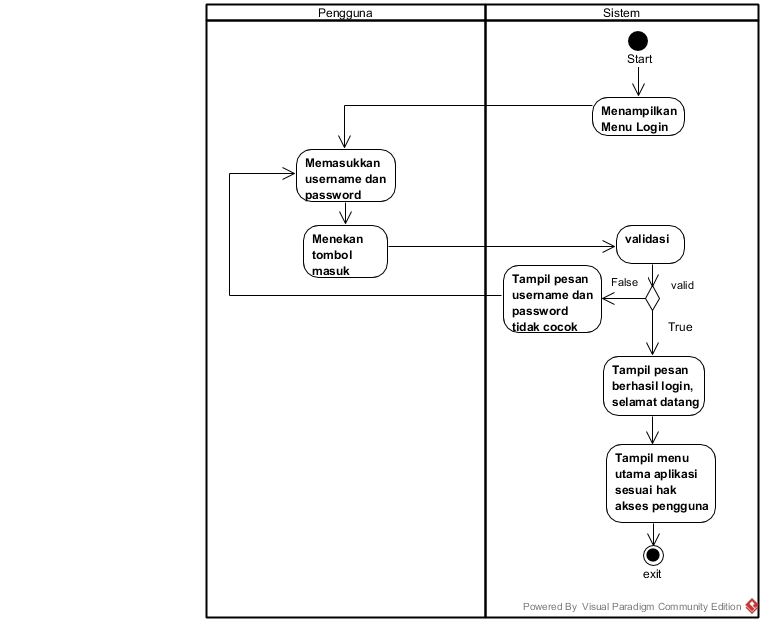 Pengguna
Sistem
Start
Menampilkan
Menu Login
Memasukkan
username dan
password
Menekan
tombol
masuk
validasi
Tampil pesan
username dan
password
tidak cocok
False
valid
True
Tampil pesan
berhasil login,
selamat datang
Tampil menu
utama aplikasi
sesuai hak
akses pengguna
exit
Powered By Visual Paradigm Community Edition